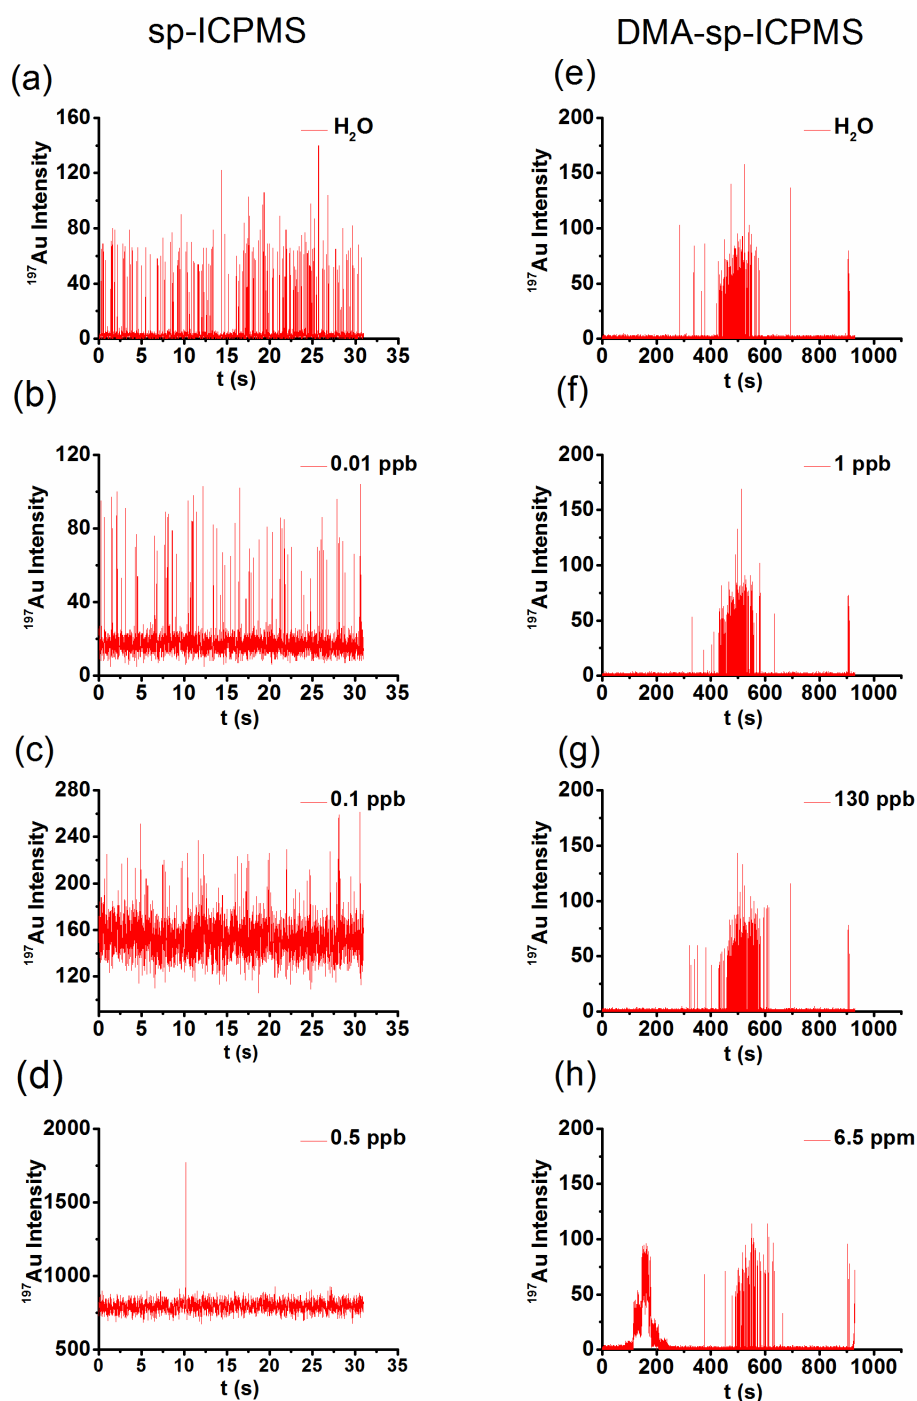 sp-ICPMS
DMA-sp-ICPMS
(a)
¹⁹⁷Au Intensity
160
120
80
40
0
H₂O
0 5 10 15 20 25 30 35
t (s)
(e)
¹⁹⁷Au Intensity
200
150
100
50
0
H₂O
0 200 400 600 800 1000
t (s)
(b)
¹⁹⁷Au Intensity
120
80
40
0
0.01 ppb
0 5 10 15 20 25 30 35
t (s)
(f)
¹⁹⁷Au Intensity
200
150
100
50
0
1 ppb
0 200 400 600 800 1000
t (s)
(c)
¹⁹⁷Au Intensity
280
240
200
160
120
0.1 ppb
0 5 10 15 20 25 30 35
t (s)
(g)
¹⁹⁷Au Intensity
200
150
100
50
0
130 ppb
0 200 400 600 800 1000
t (s)
(d)
¹⁹⁷Au Intensity
2000
1500
1000
500
0.5 ppb
0 5 10 15 20 25 30 35
t (s)
(h)
¹⁹⁷Au Intensity
200
150
100
50
0
6.5 ppm
0 200 400 600 800 1000
t (s)